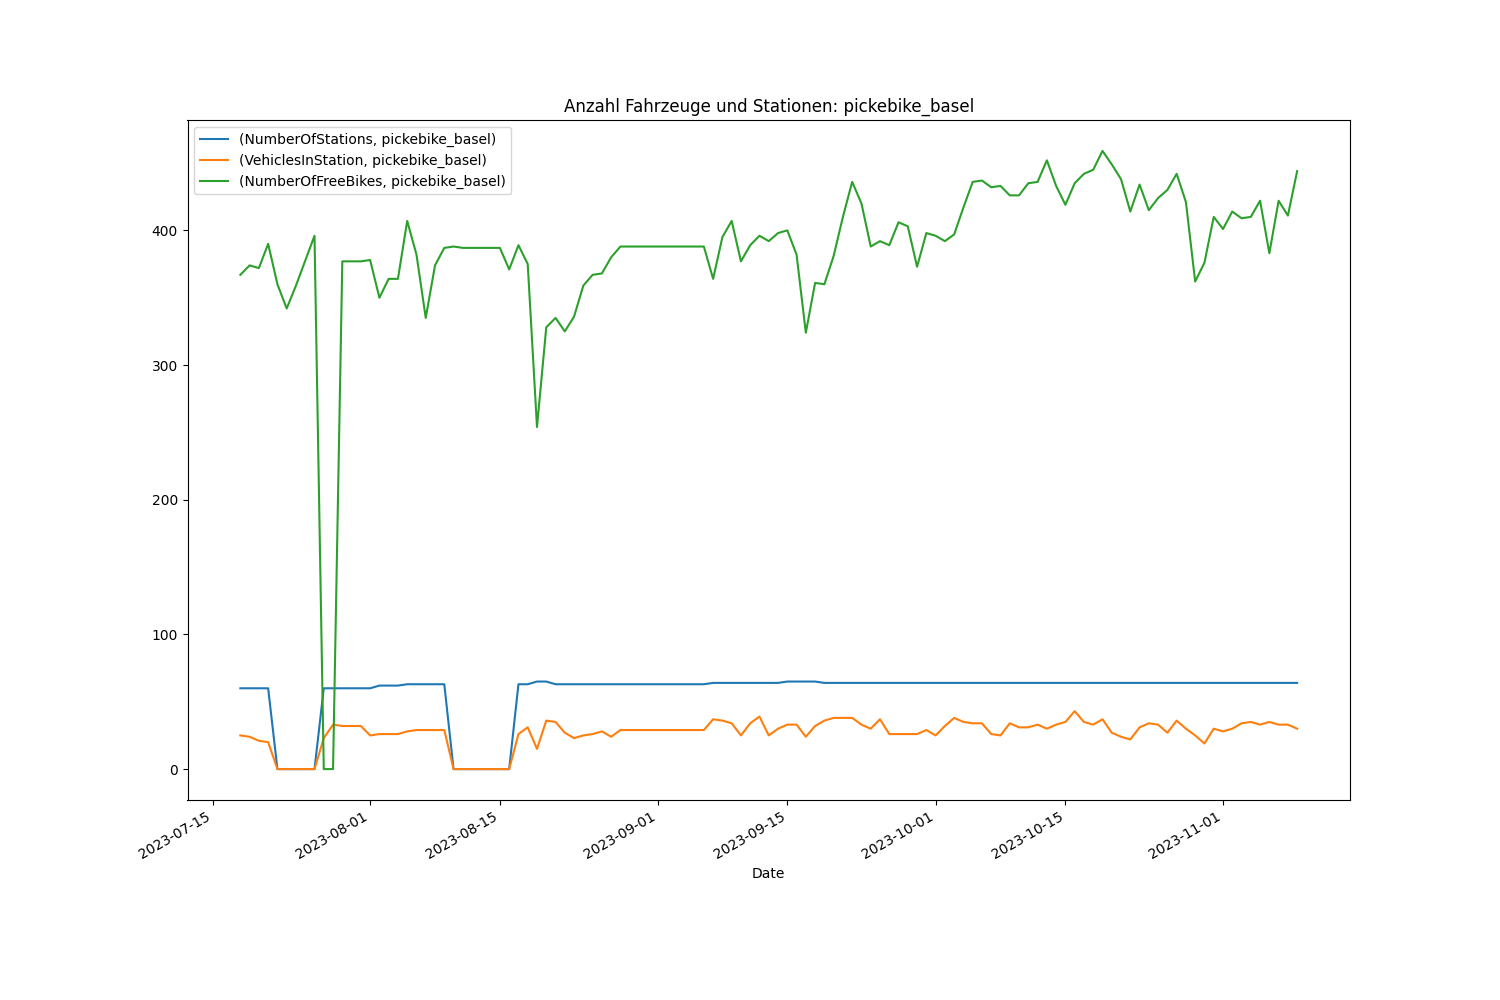 Anzahl Fahrzeuge und Stationen: pickebike_basel
(NumberOfStations, pickebike_basel)
(VehiclesInStation, pickebike_basel)
(NumberOfFreeBikes, pickebike_basel)
400
300
200
100
0
2023-07-15
2023-08-01
2023-08-15
2023-09-01
2023-09-15
2023-10-01
2023-10-15
2023-11-01
Date